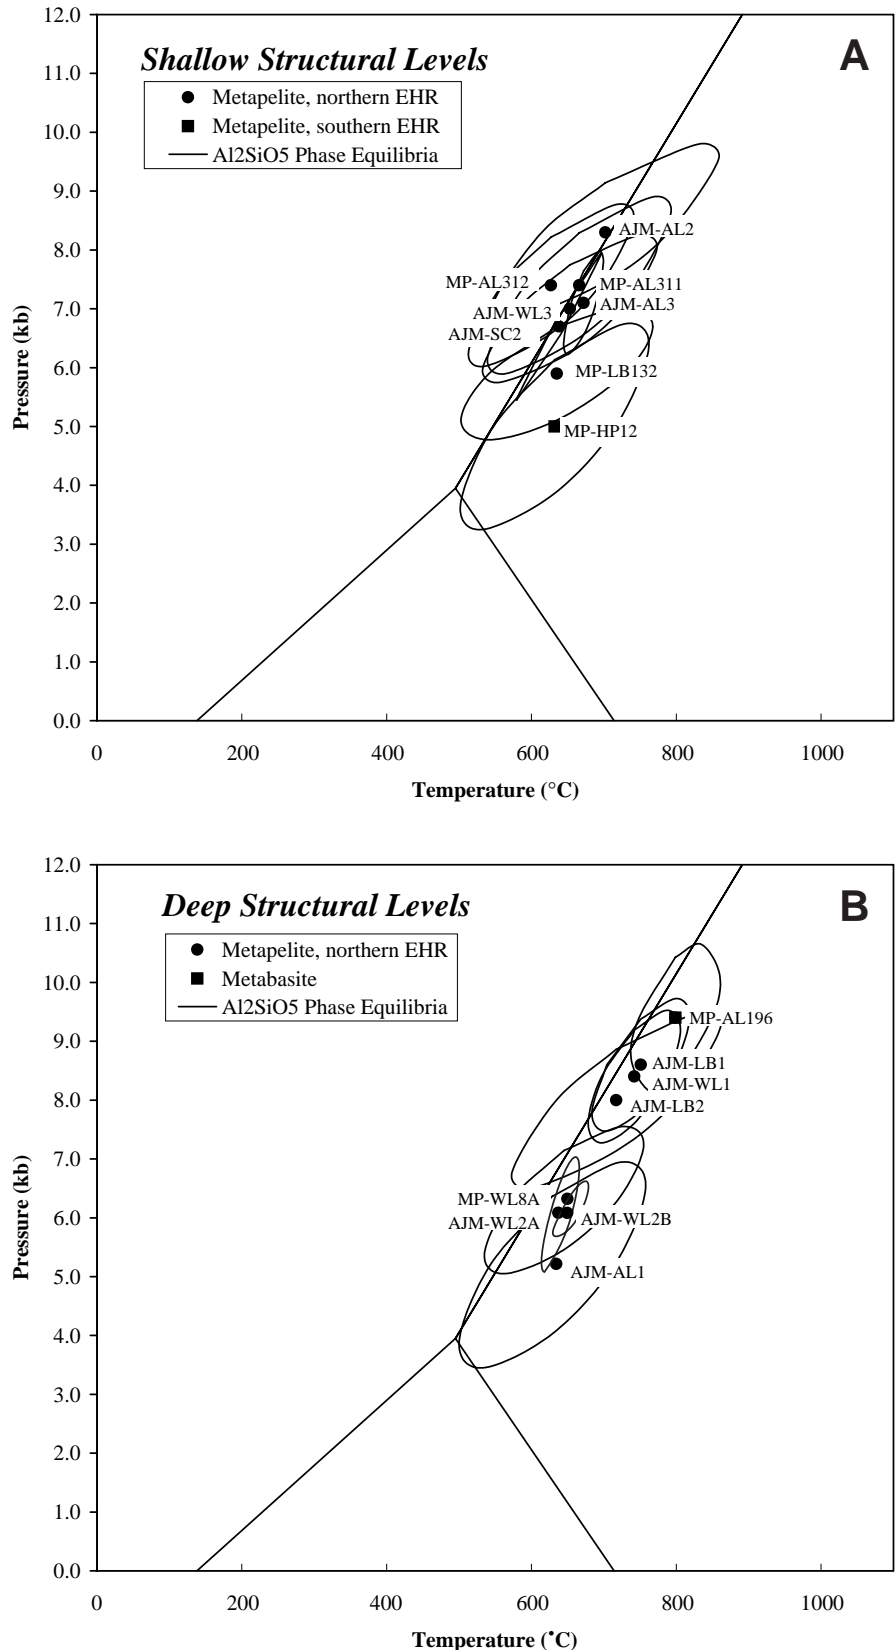 12.0
11.0
10.0
9.0
8.0
7.0
6.0
5.0
4.0
3.0
2.0
1.0
0.0
Pressure (kb)
Shallow Structural Levels
A
Metapelite, northern EHR
Metapelite, southern EHR
Al2SiO5 Phase Equilibria
AJM-AL2
MP-AL312
MP-AL311
AJM-WL3
AJM-AL3
AJM-SC2
MP-LB132
MP-HP12
0
200
400
600
800
1000
Temperature (°C)
12.0
11.0
10.0
9.0
8.0
7.0
6.0
5.0
4.0
3.0
2.0
1.0
0.0
Pressure (kb)
Deep Structural Levels
B
Metapelite, northern EHR
Metabasite
Al2SiO5 Phase Equilibria
MP-AL196
AJM-LB1
AJM-WL1
AJM-LB2
MP-WL8A
AJM-WL2A
AJM-WL2B
AJM-AL1
0
200
400
600
800
1000
Temperature (°C)